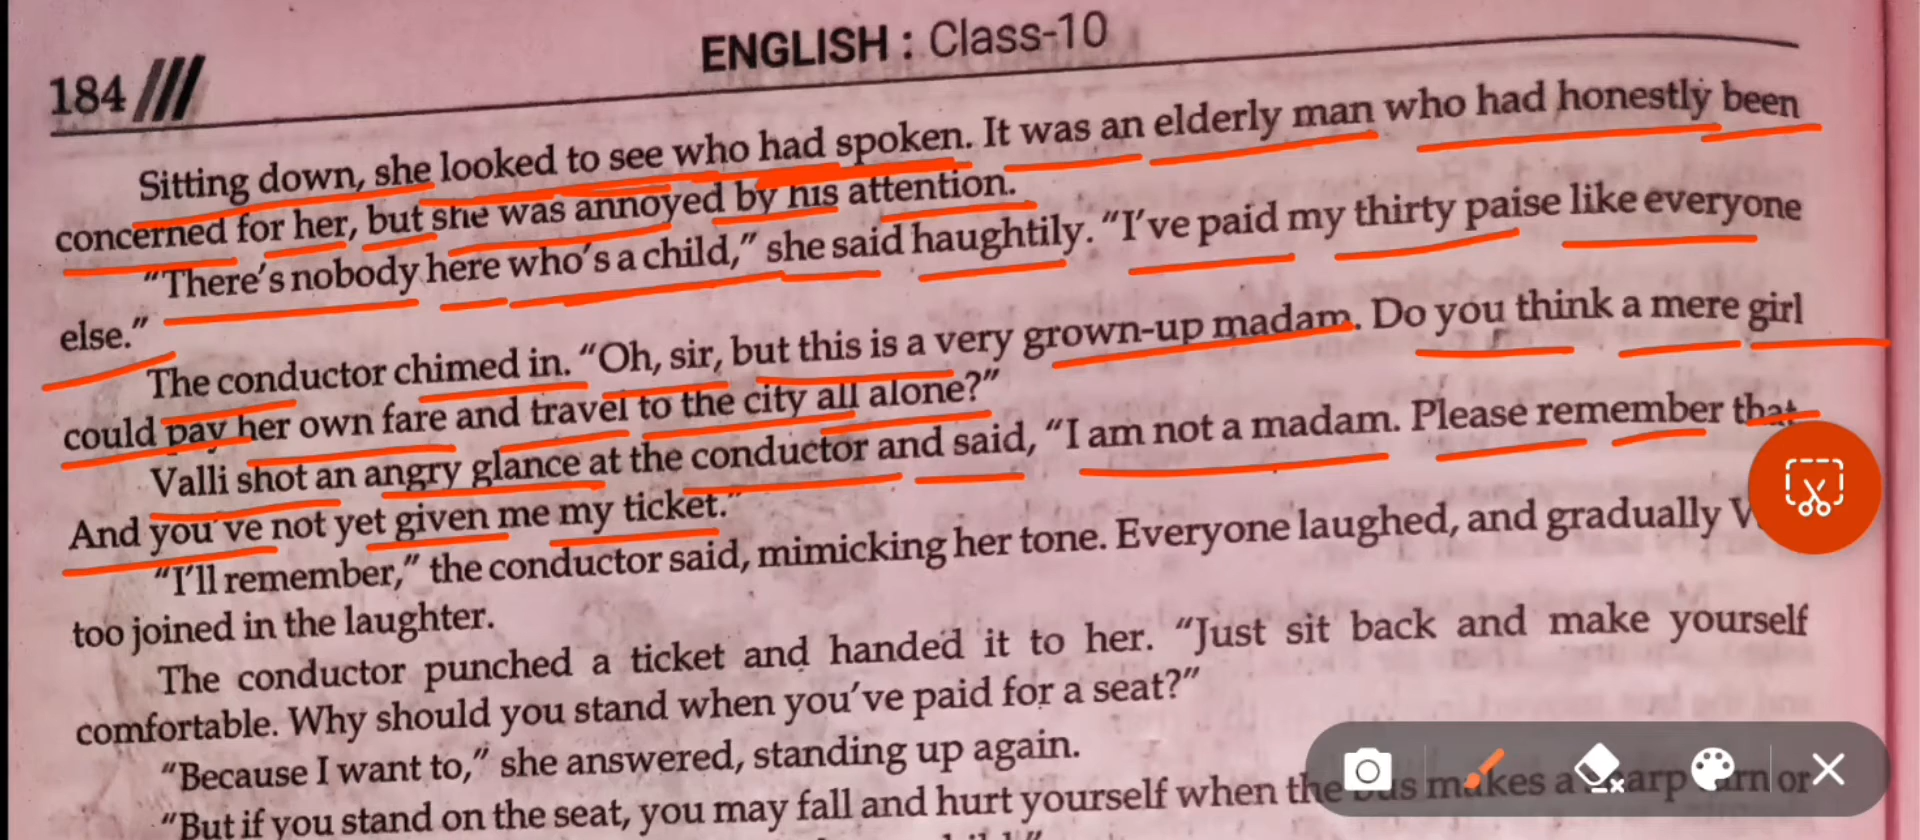 ENGLISH : Class-10
184
Sitting down, she looked to see who had spoken. It was an elderly man who had honestly been
concerned for her, but she was annoyed by his attention.
“There’s nobody here who’s a child,” she said haughtily. “I’ve paid my thirty paise like everyone
else.”
The conductor chimed in. “Oh, sir, but this is a very grown-up madam. Do you think a mere girl
could pay her own fare and travel to the city all alone?”
Valli shot an angry glance at the conductor and said, “I am not a madam. Please remember that
And you’ve not yet given me my ticket.”
“I’ll remember,” the conductor said, mimicking her tone. Everyone laughed, and gradually
too joined in the laughter.
The conductor punched a ticket and handed it to her. “Just sit back and make yourself
comfortable. Why should you stand when you’ve paid for a seat?”
“Because I want to,” she answered, standing up again.
“But if you stand on the seat, you may fall and hurt yourself when the bus makes a sharp turn or